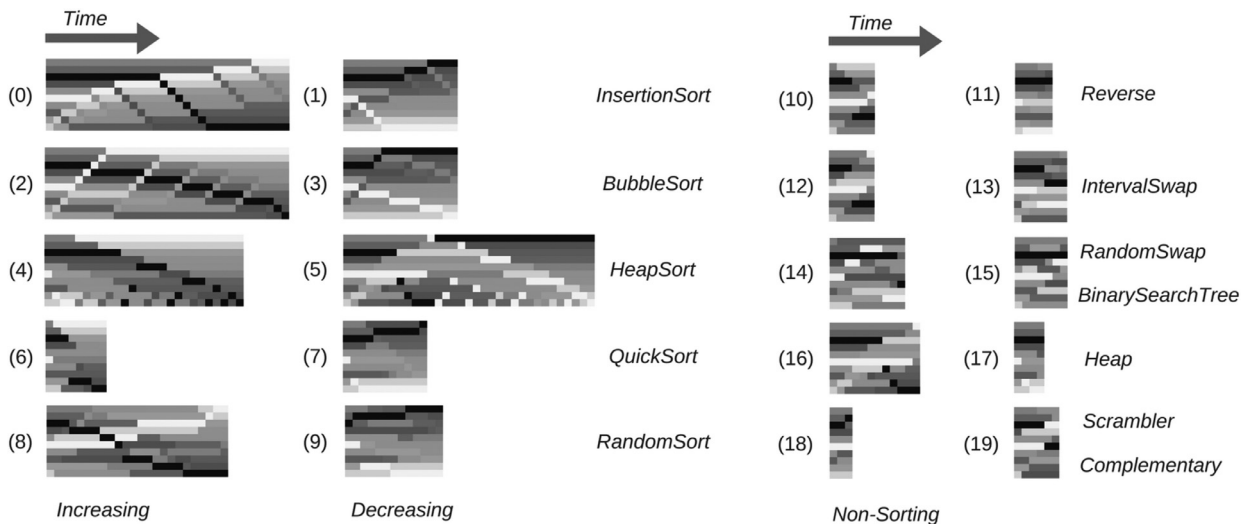 Time
Time
(0)
(1)
InsertionSort
(10)
(11)
Reverse
(2)
(3)
BubbleSort
(12)
(13)
IntervalSwap
(4)
(5)
HeapSort
(14)
(15)
RandomSwap
BinarySearchTree
(6)
(7)
QuickSort
(16)
(17)
Heap
(8)
(9)
RandomSort
(18)
(19)
Scrambler
Complementary
Increasing
Decreasing
Non-Sorting